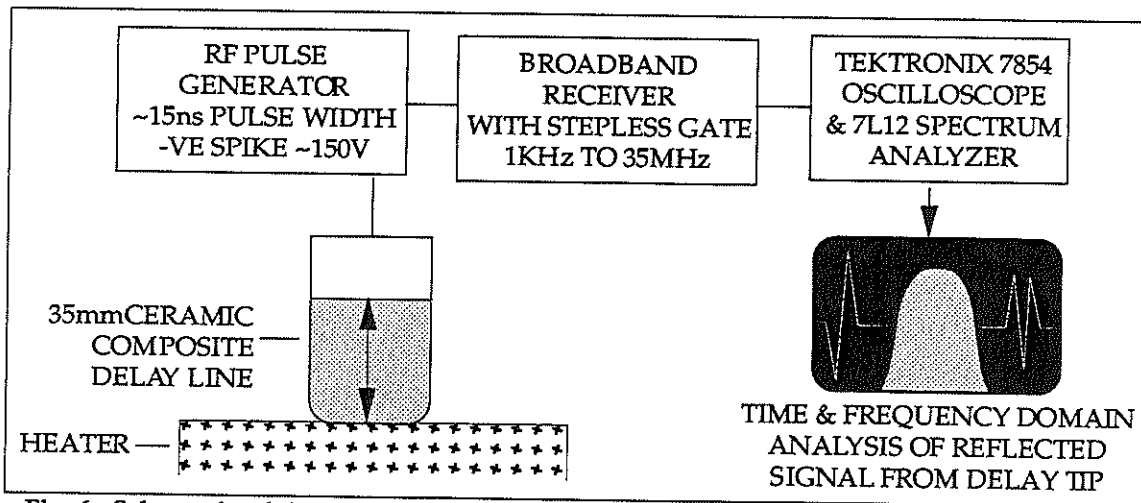 RF PULSE
GENERATOR
~15ns PULSE WIDTH
-VE SPIKE ~150V
BROADBAND
RECEIVER
WITH STEPLESS GATE
1KHz TO 35MHz
TEKTRONIX 7854
OSCILLOSCOPE
& 7L12 SPECTRUM
ANALYZER
35mmCERAMIC
COMPOSITE
DELAY LINE
HEATER
TIME & FREQUENCY DOMAIN
ANALYSIS OF REFLECTED
SIGNAL FROM DELAY TIP